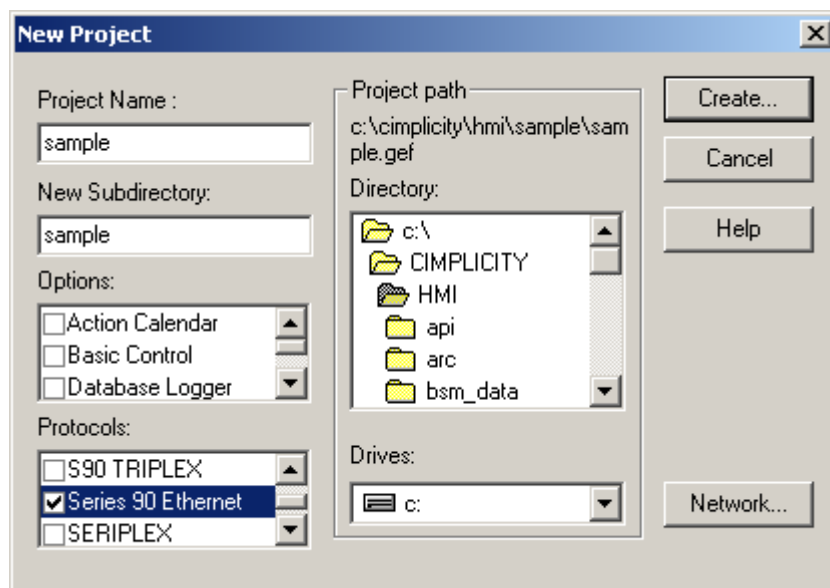 New Project
Project Name :
sample
New Subdirectory:
sample
Options:
Action Calendar
Basic Control
Database Logger
Protocols:
S90 TRIPLEX
Series 90 Ethernet
SERIPLEX
Project path
c:\cimplicity\hmi\sample\sam
ple.gef
Directory:
c:\
CIMPLICITY
HMI
api
arc
bsm_data
Drives:
c:
Create...
Cancel
Help
Network...